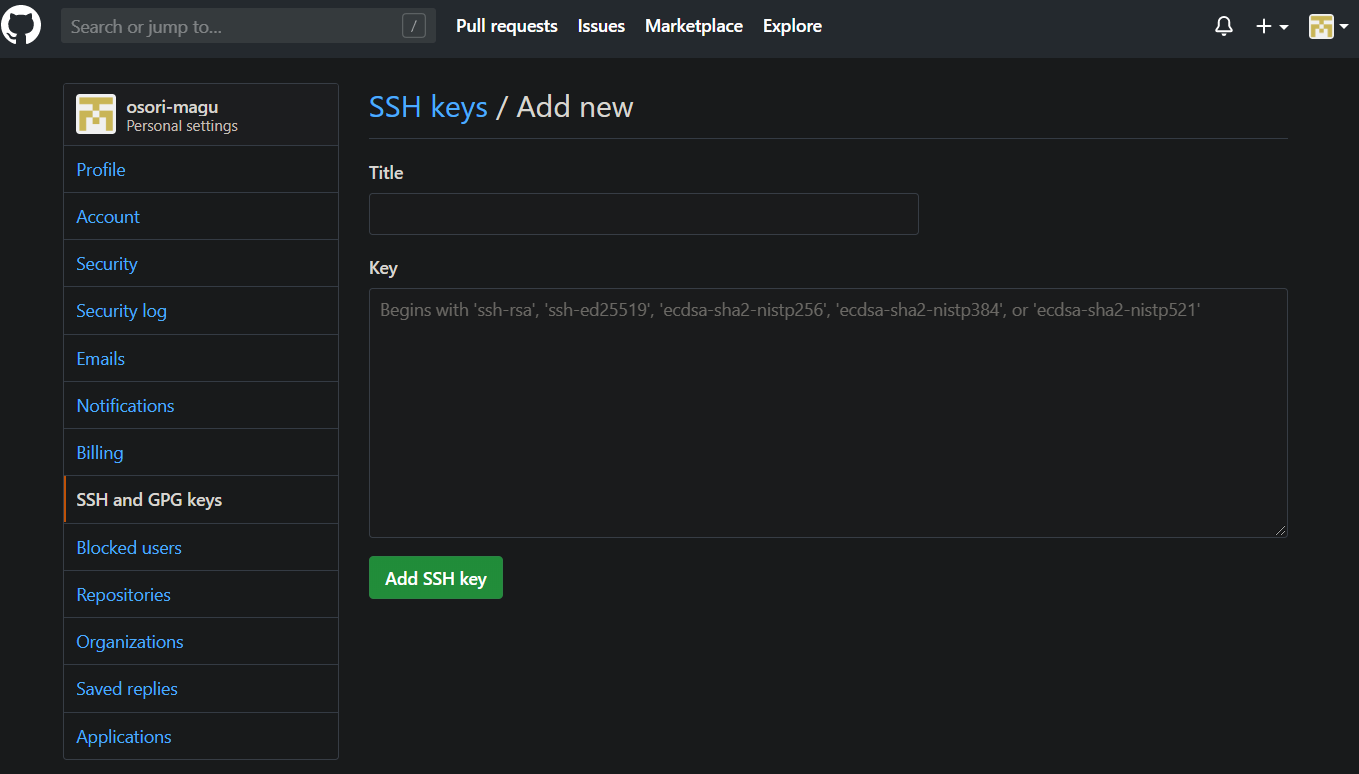 Search or jump to... /
Pull requests Issues Marketplace Explore
osori-magu
Personal settings
Profile
Account
Security
Security log
Emails
Notifications
Billing
SSH and GPG keys
Blocked users
Repositories
Organizations
Saved replies
Applications
SSH keys / Add new
Title
Key
Begins with 'ssh-rsa', 'ssh-ed25519', 'ecdsa-sha2-nistp256', 'ecdsa-sha2-nistp384', or 'ecdsa-sha2-nistp521'
Add SSH key